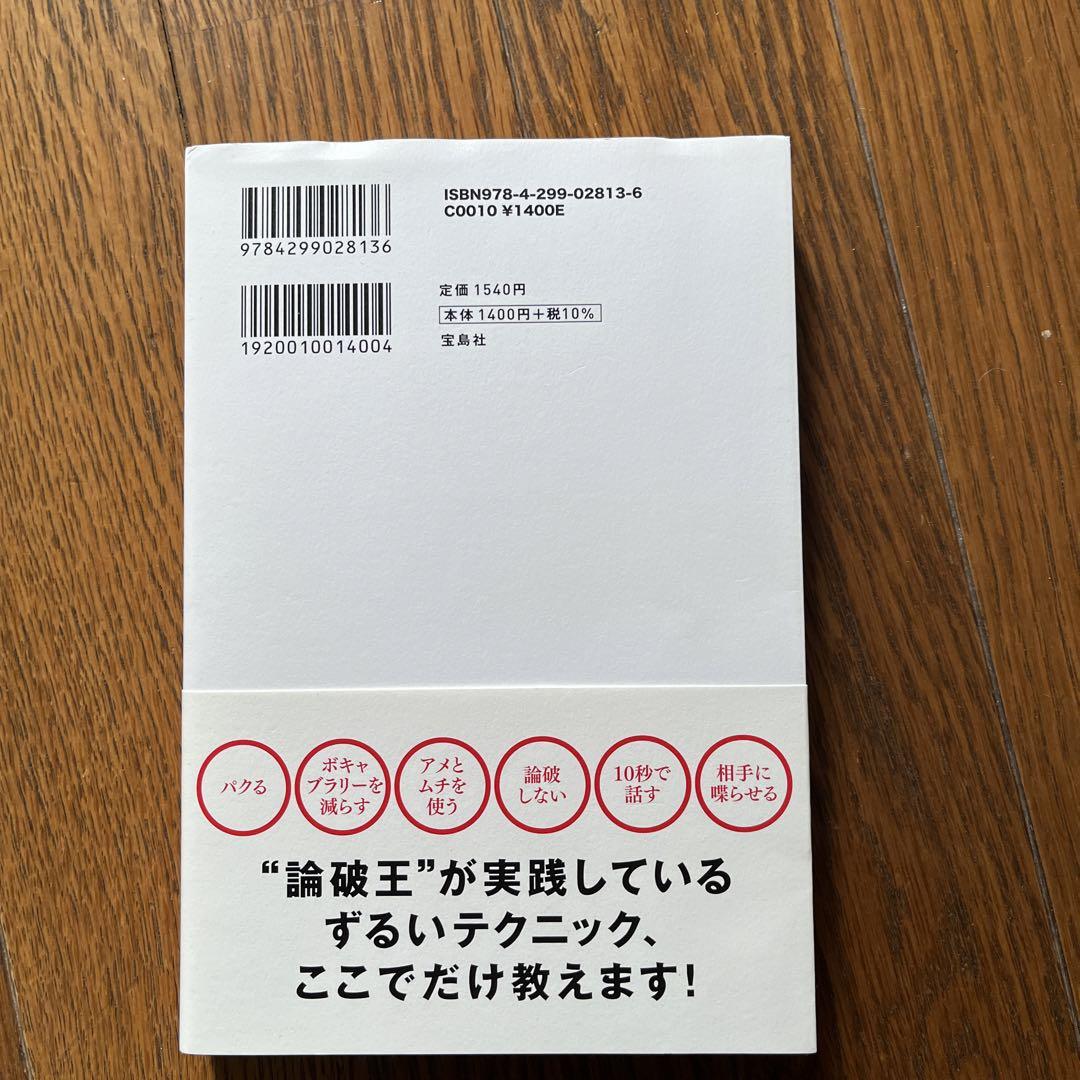 ISBN978-4-299-02813-6
C0010 ¥1400E
9784299028136
定価 1540円
本体 1400円+税10%
宝島社
1920010014004
パクる
ボキャ
ブラリーを
減らす
アメと
ムチを
使う
論破
しない
10秒で
話す
相手に
喋らせる
“論破王”が実践している
ずるいテクニック、
ここでだけ教えます!